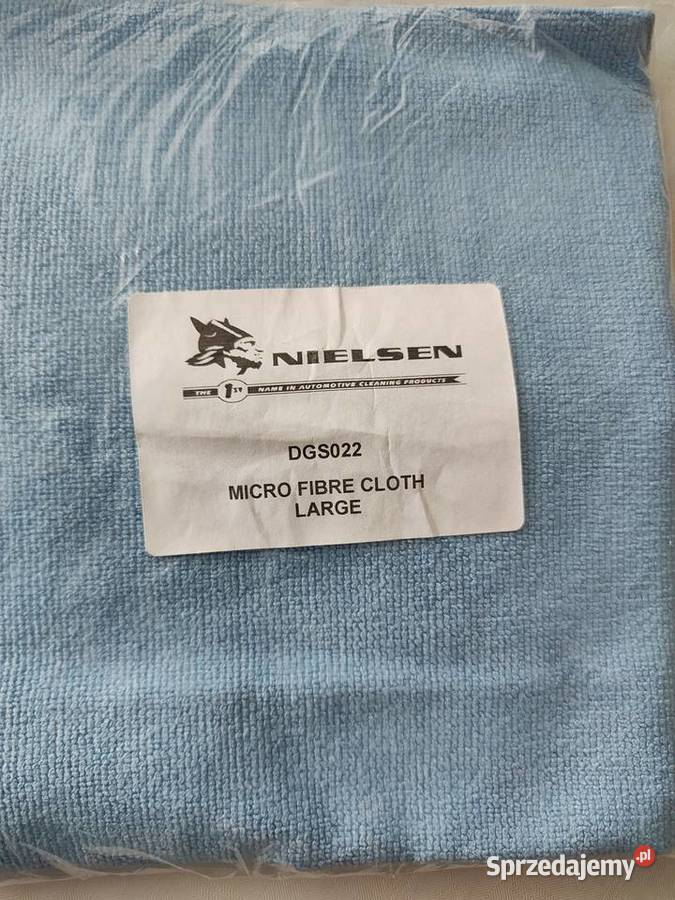 NIELSEN
THE 1ST NAME IN AUTOMOTIVE CLEANING PRODUCTS
DGS022
MICRO FIBRE CLOTH
LARGE
Sprzedajemy.pl